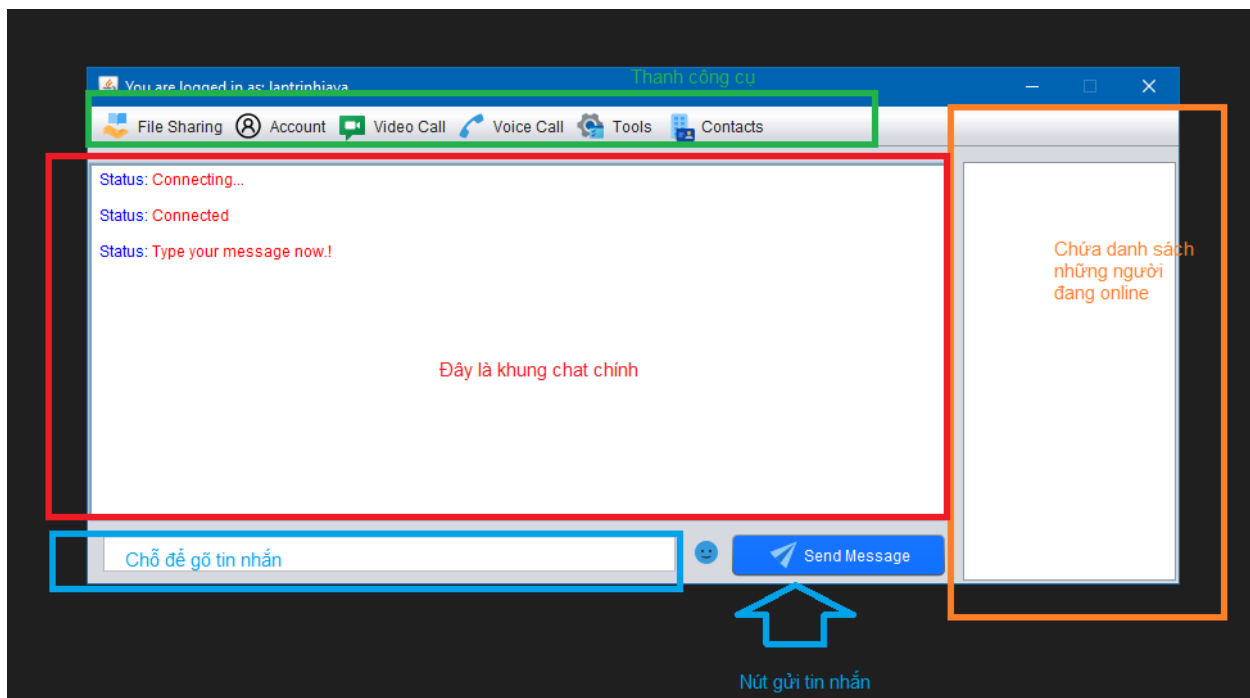 Thanh công cụ
You are logged in as: lantrinhjava
File Sharing Account Video Call Voice Call Tools Contacts
Status: Connecting...
Status: Connected
Status: Type your message now.!
Chứa danh sách
những người
đang online
Đây là khung chat chính
Chỗ để gõ tin nhắn
Send Message
Nút gửi tin nhắn